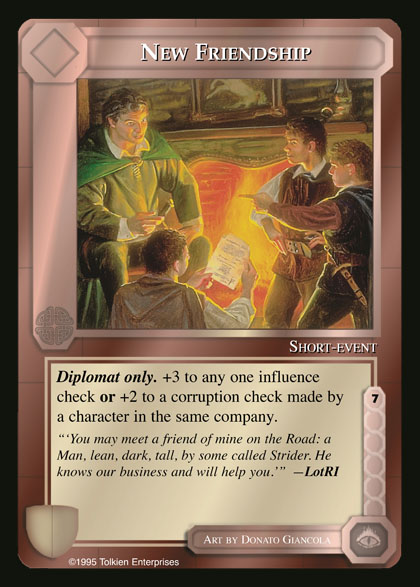 New Friendship
Short-event
Diplomat only. +3 to any one influence
check or +2 to a corruption check made by
a character in the same company.
“‘You may meet a friend of mine on the Road: a
Man, lean, dark, tall, by some called Strider. He
knows our business and will help you.’” —LotRI
7
Art by Donato Giancola
©1995 Tolkien Enterprises